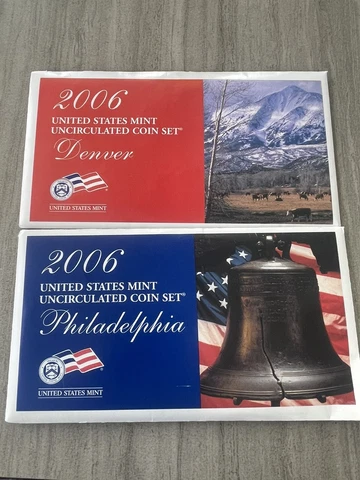 2006
UNITED STATES MINT
UNCIRCULATED COIN SET®
Denver
UNITED STATES MINT
2006
UNITED STATES MINT
UNCIRCULATED COIN SET®
Philadelphia
UNITED STATES MINT